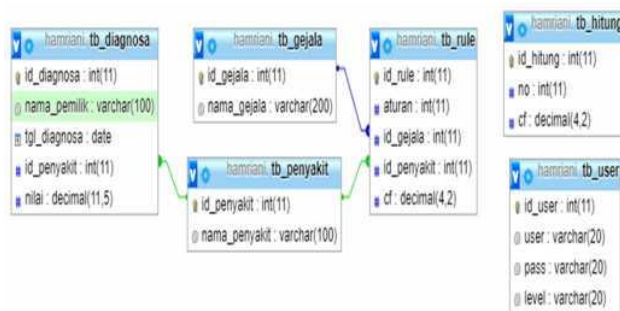 hamriani. tb_diagnosa
id_diagnosa : int(11)
nama_pemilik : varchar(100)
tgl_diagnosa : date
id_penyakit : int(11)
nilai : decimal(11,5)
hamriani. tb_gejala
id_gejala : int(11)
nama_gejala : varchar(200)
hamriani. tb_penyakit
id_penyakit : int(11)
nama_penyakit : varchar(100)
hamriani. tb_rule
id_rule : int(11)
aturan : int(11)
id_gejala : int(11)
id_penyakit : int(11)
cf : decimal(4,2)
hamriani. tb_hitung
id_hitung : int(11)
no : int(11)
cf : decimal(4,2)
hamriani. tb_user
id_user : int(11)
user : varchar(20)
pass : varchar(20)
level : varchar(20)